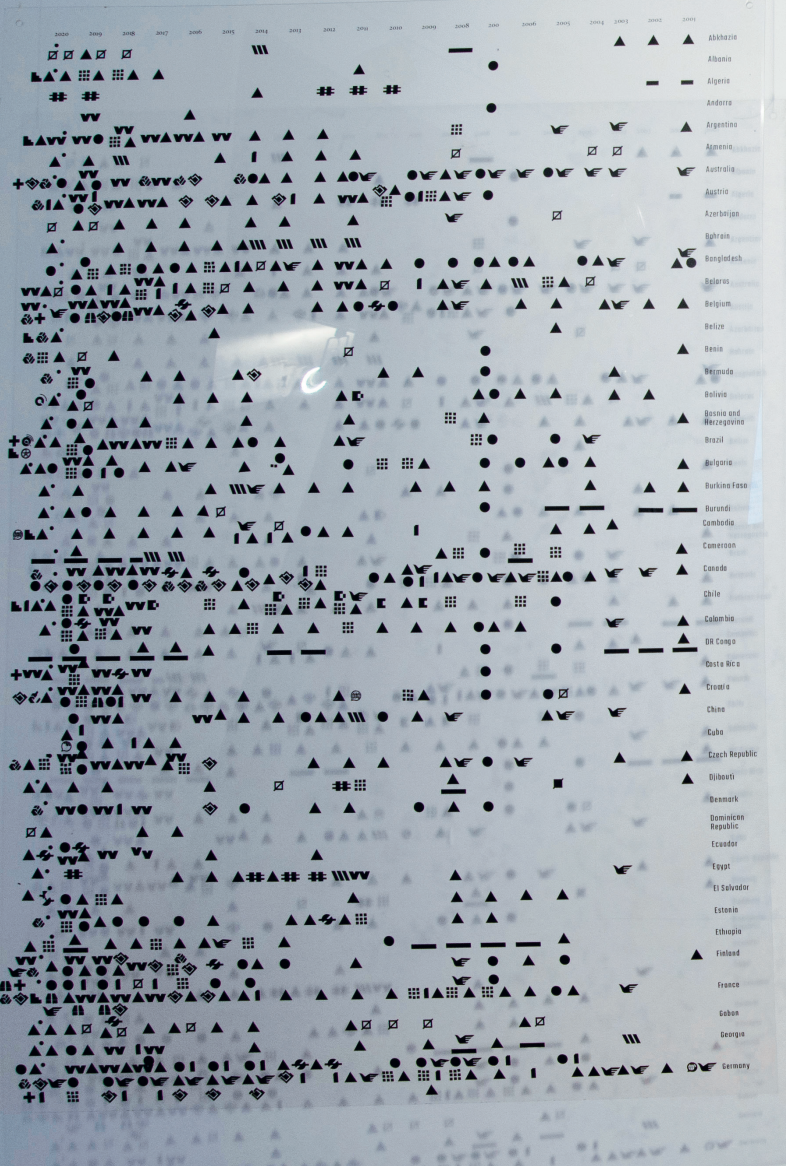 2020 2019 2018 2017 2016 2015 2014 2013 2012 2011 2010 2009 2008 200 2006 2005 2004 2003 2002 2001
Abkhazia
Albania
Algeria
Andorra
Argentina
Armenia
Australia
Austria
Azerbaijan
Bahrain
Bangladesh
Belarus
Belgium
Belize
Benin
Bermuda
Bolivia
Bosnia and
Herzegovina
Brazil
Bulgaria
Burkina Faso
Burundi
Cambodia
Cameroon
Canada
Chile
Colombia
DR Congo
Costa Rica
Croatia
China
Cuba
Czech Republic
Djibouti
Denmark
Dominican
Republic
Ecuador
Egypt
El Salvador
Estonia
Ethiopia
Finland
France
Gabon
Georgia
Germany